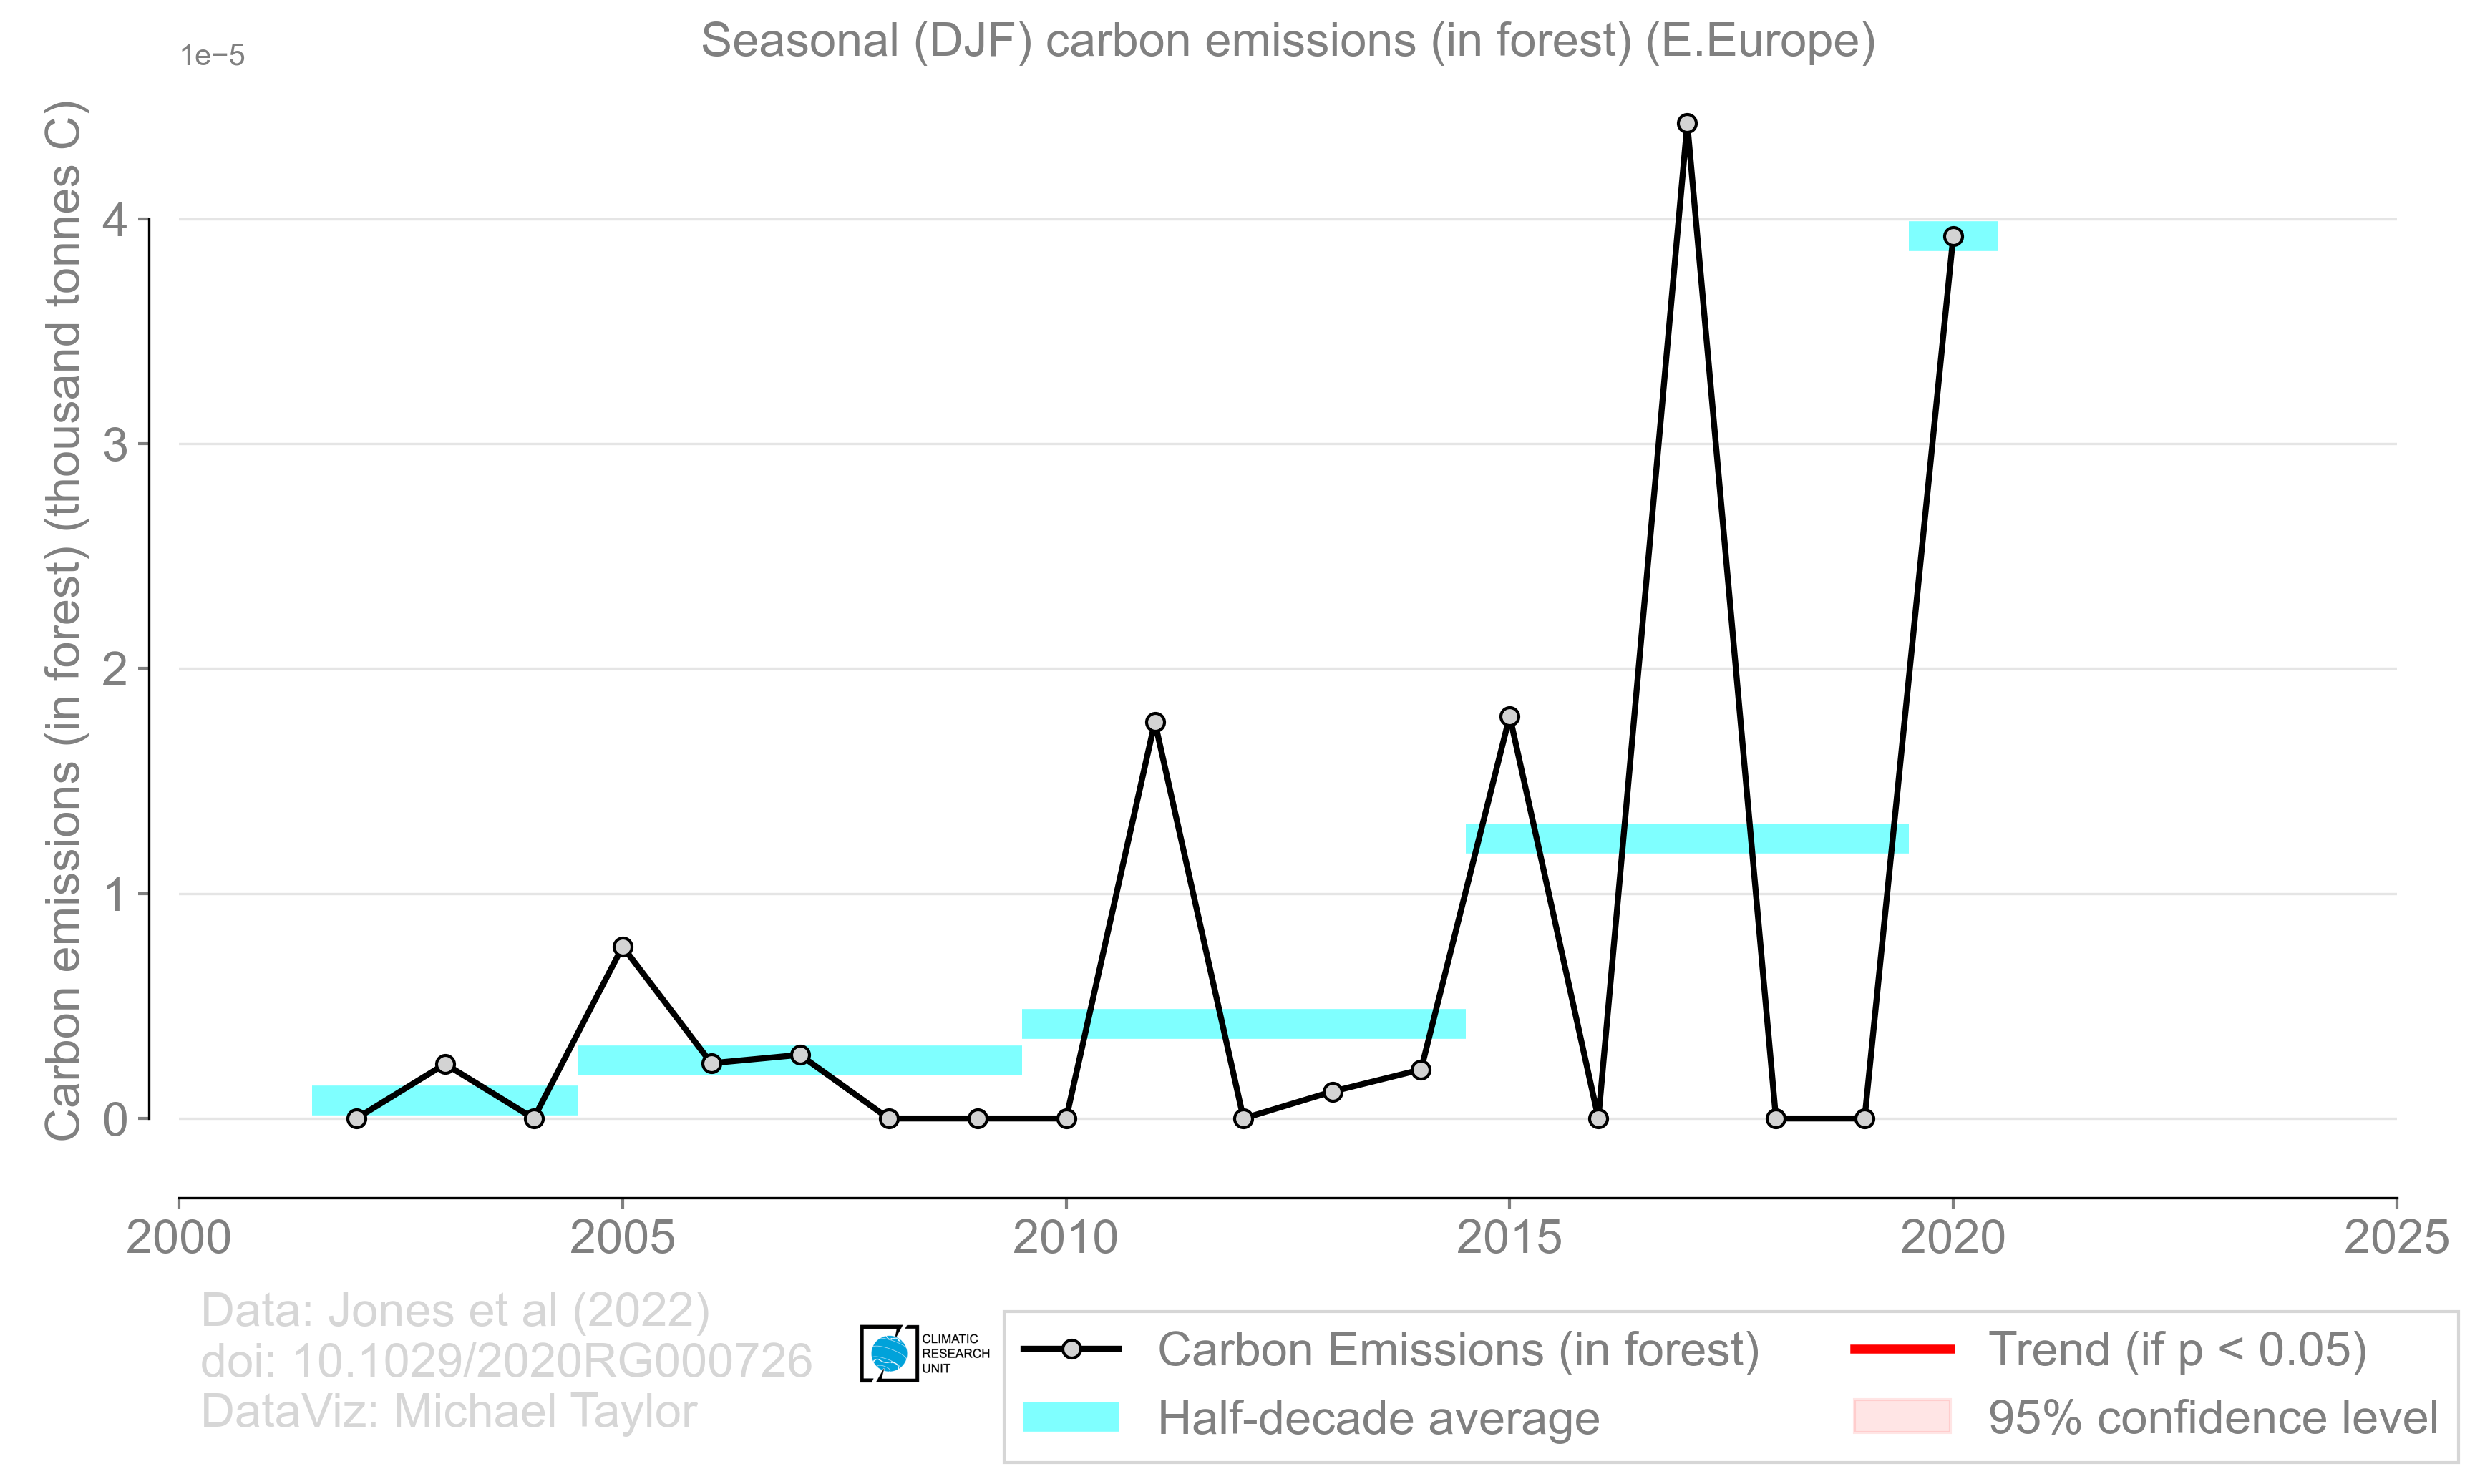 Seasonal (DJF) carbon emissions (in forest) (E.Europe)
1e−5
Carbon emissions (in forest) (thousand tonnes C)
4
3
2
1
0
2000
2005
2010
2015
2020
2025
Data: Jones et al (2022)
doi: 10.1029/2020RG000726
DataViz: Michael Taylor
CLIMATIC
RESEARCH
UNIT
Carbon Emissions (in forest)
Half-decade average
Trend (if p < 0.05)
95% confidence level